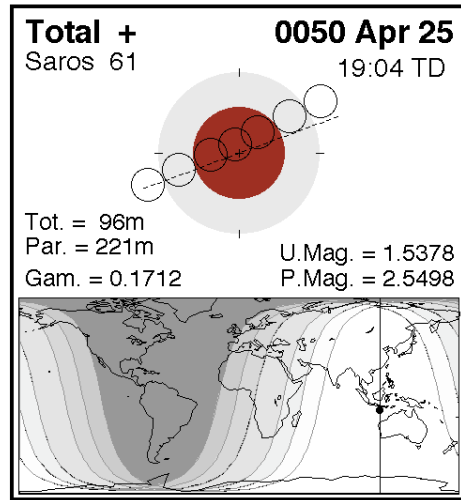 Total + 0050 Apr 25
Saros 61 19:04 TD
Tot. = 96m
Par. = 221m U.Mag. = 1.5378
Gam. = 0.1712 P.Mag. = 2.5498